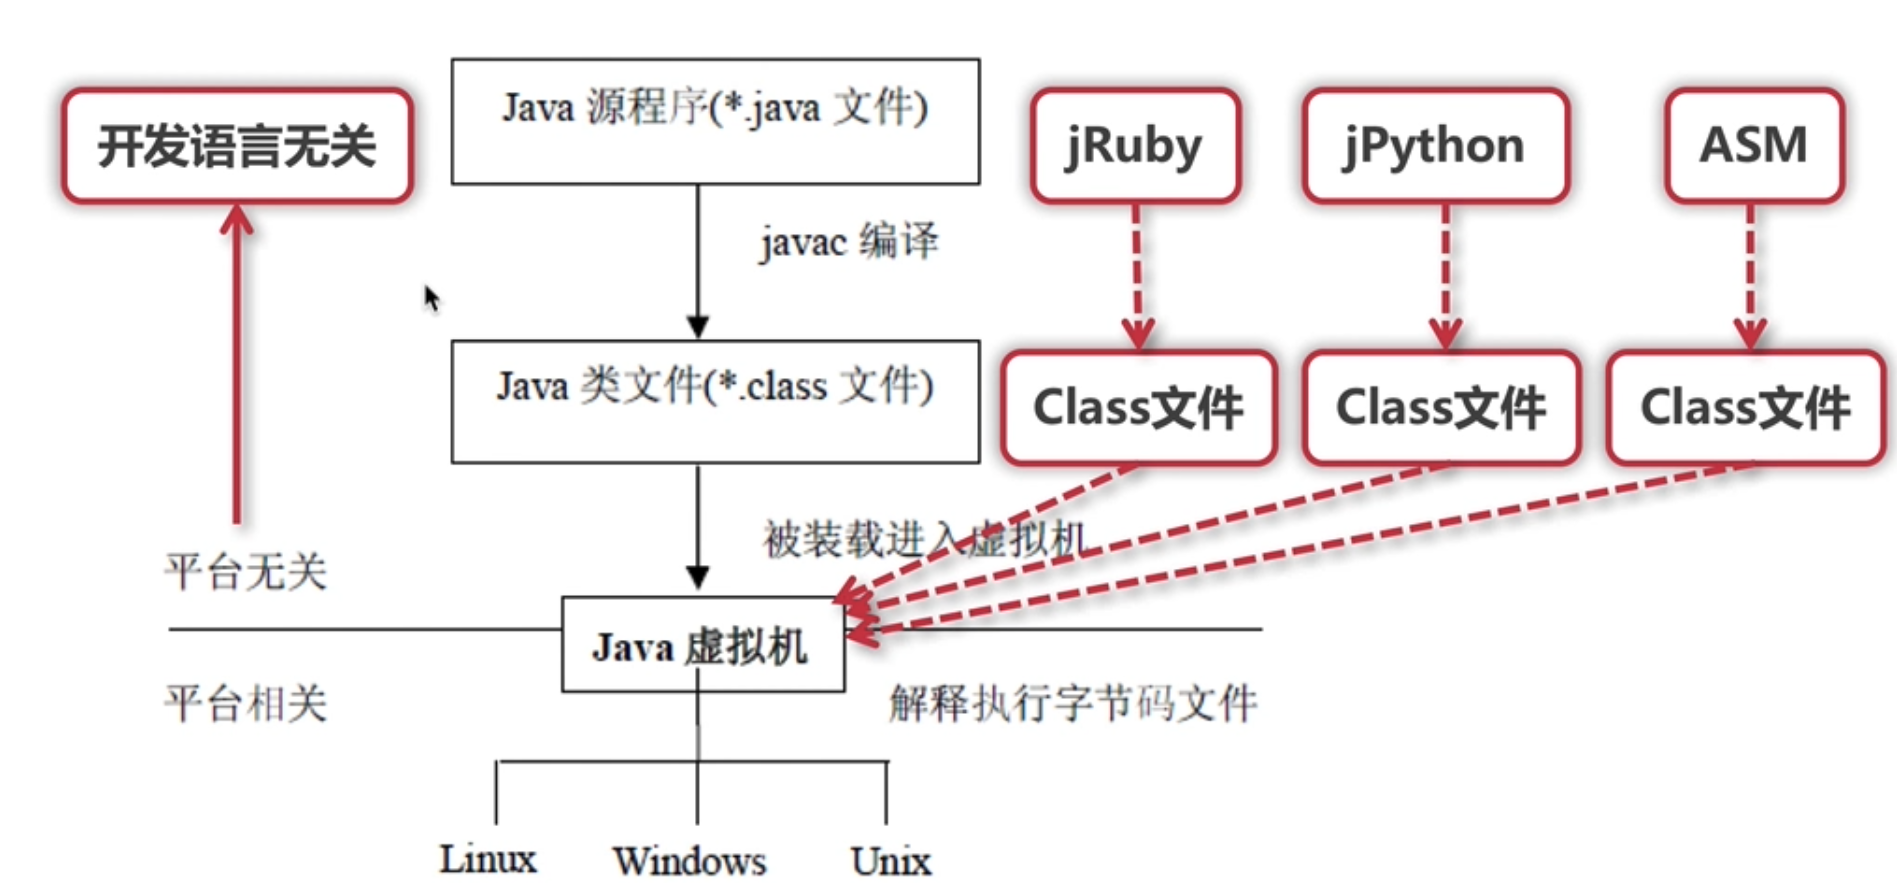 Java 源程序(*.java 文件)
开发语言无关
jRuby
jPython
ASM
javac 编译
Java 类文件(*.class 文件)
Class文件
Class文件
Class文件
被装载进入虚拟机
平台无关
Java 虚拟机
平台相关
解释执行字节码文件
Linux
Windows
Unix